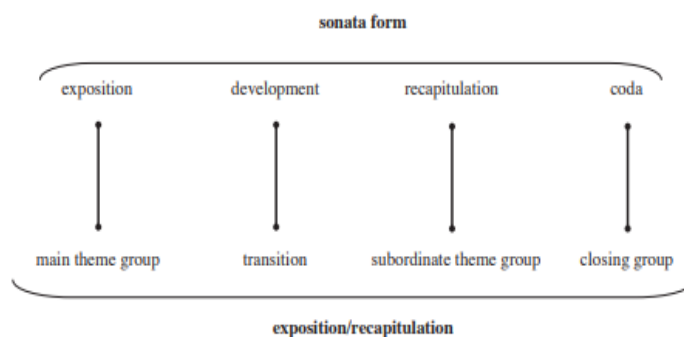 sonata form
exposition development recapitulation coda
main theme group transition subordinate theme group closing group
exposition/recapitulation